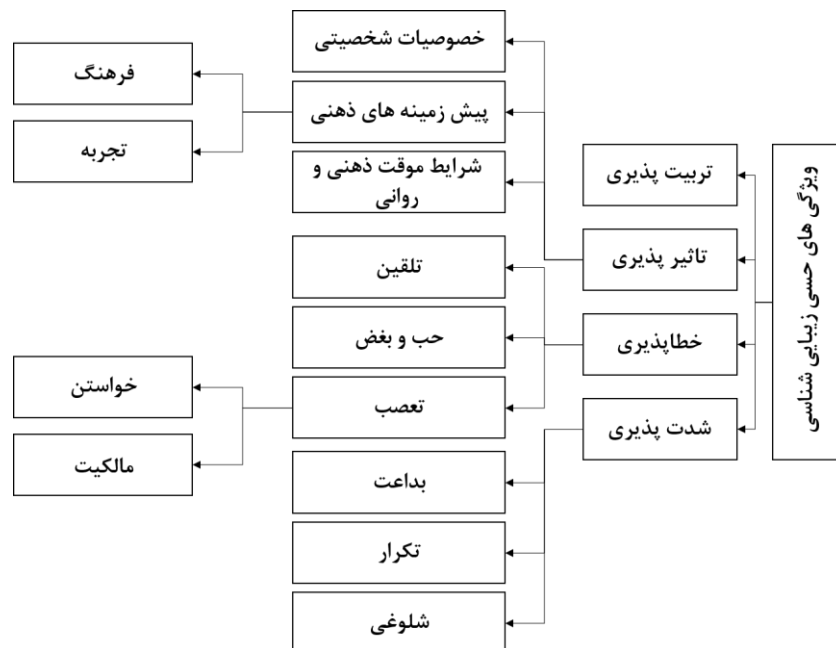 ویژگی های حسی زیبایی شناسی
تربیت پذیری
تاثیر پذیری
خطاپذیری
شدت پذیری
خصوصیات شخصیتی
پیش زمینه های ذهنی
شرایط موقت ذهنی و
روانی
تلقین
حب و بغض
تعصب
بداعت
تکرار
شلوغی
فرهنگ
تجربه
خواستن
مالکیت